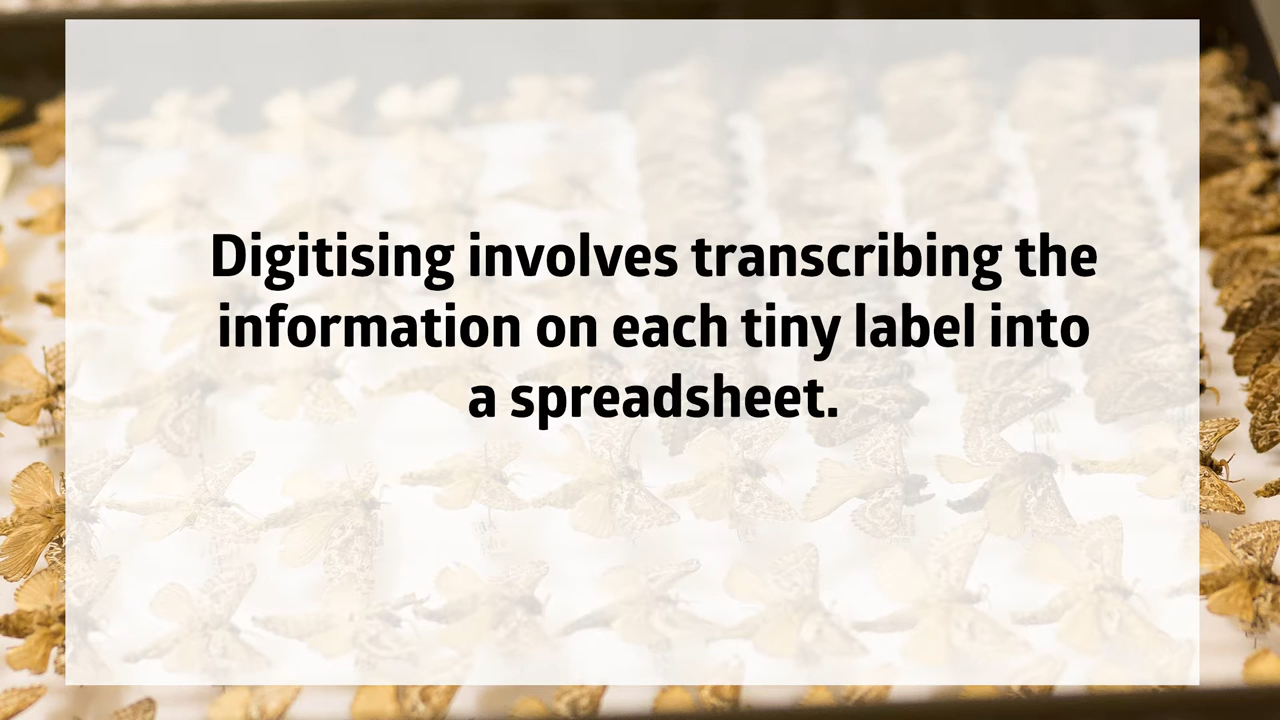 Digitising involves transcribing the
information on each tiny label into
a spreadsheet.